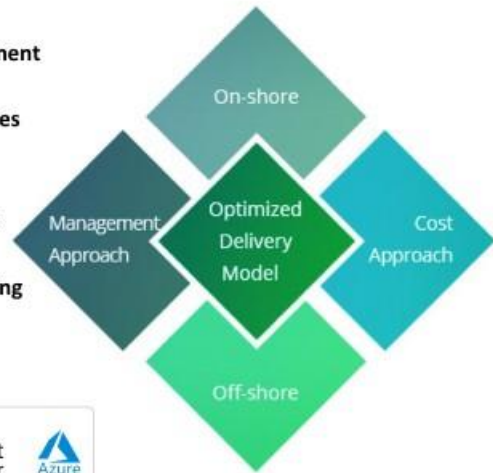 ment
es
ng
On-shore
Management
Approach
Optimized
Delivery
Model
Cost
Approach
Off-shore
t
r
Azure